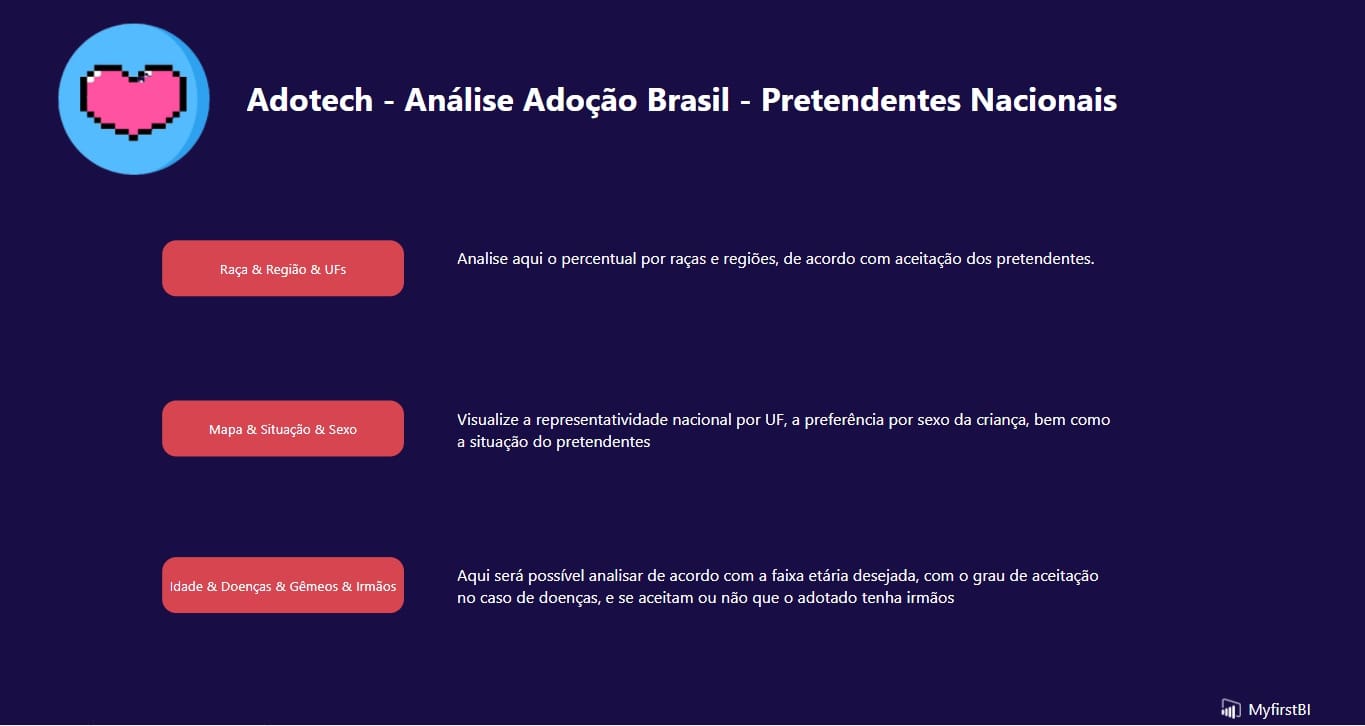 Adotech - Análise Adoção Brasil - Pretendentes Nacionais
Raça & Região & UFs
Analise aqui o percentual por raças e regiões, de acordo com aceitação dos pretendentes.
Mapa & Situação & Sexo
Visualize a representatividade nacional por UF, a preferência por sexo da criança, bem como
a situação do pretendentes
Idade & Doenças & Gêmeos & Irmãos
Aqui será possível analisar de acordo com a faixa etária desejada, com o grau de aceitação
no caso de doenças, e se aceitam ou não que o adotado tenha irmãos
MyfirstBI